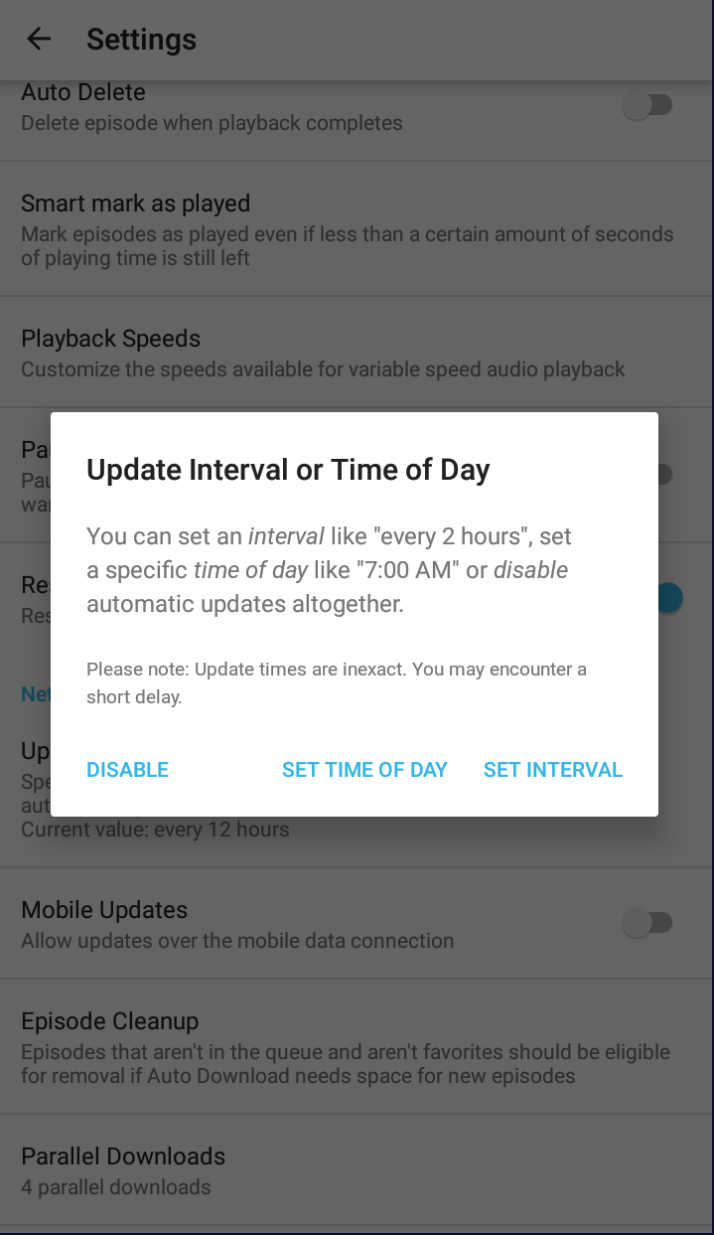 Settings
Auto Delete
Delete episode when playback completes
Smart mark as played
Mark episodes as played even if less than a certain amount of seconds
of playing time is still left
Playback Speeds
Customize the speeds available for variable speed audio playback
Update Interval or Time of Day
You can set an interval like "every 2 hours", set
a specific time of day like "7:00 AM" or disable
automatic updates altogether.
Please note: Update times are inexact. You may encounter a
short delay.
DISABLE
SET TIME OF DAY
SET INTERVAL
Current value: every 12 hours
Mobile Updates
Allow updates over the mobile data connection
Episode Cleanup
Episodes that aren't in the queue and aren't favorites should be eligible
for removal if Auto Download needs space for new episodes
Parallel Downloads
4 parallel downloads